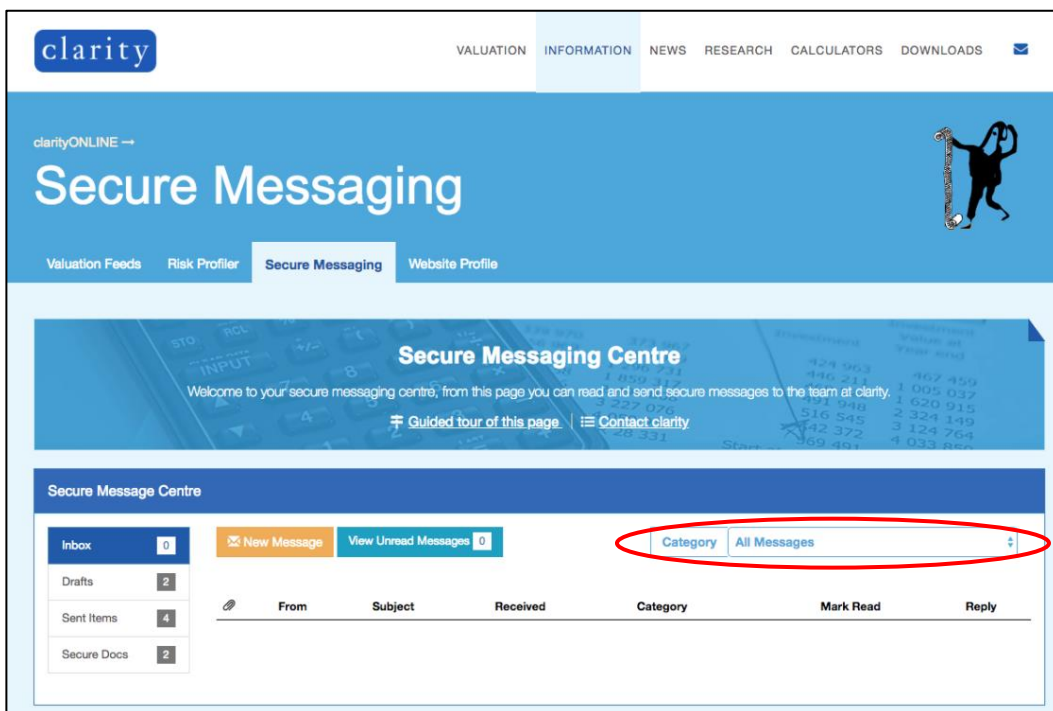 clarity
VALUATION INFORMATION NEWS RESEARCH CALCULATORS DOWNLOADS
clarityONLINE →
Secure Messaging
Valuation Feeds Risk Profiler Secure Messaging Website Profile
Secure Messaging Centre
Welcome to your secure messaging centre, from this page you can read and send secure messages to the team at clarity.
Guided tour of this page | Contact clarity
Secure Message Centre
Inbox 0
New Message View Unread Messages 0 Category All Messages
Drafts 2
From Subject Received Category Mark Read Reply
Sent Items 4
Secure Docs 2